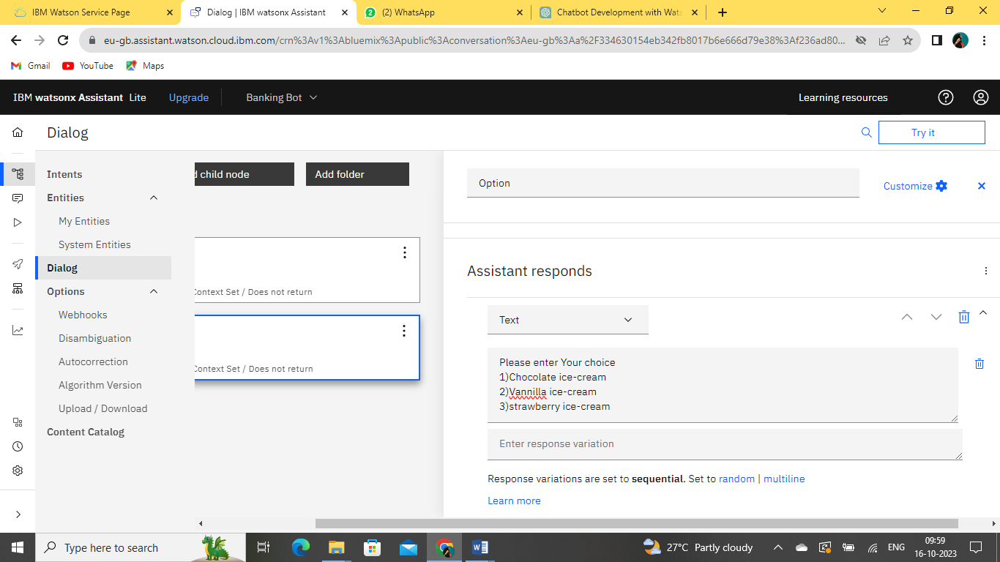 IBM Watson Service Page
Dialog | IBM watsonx Assistant
(2) WhatsApp
Chatbot Development with Wats
eu-gb.assistant.watson.cloud.ibm.com/crn%3Av1%3Abluemix%3Apublic%3Aconversation%3Aeu-gb%3Aa%2F334630154eb342fb8017b6e666d79e38%3Af236ad80...
Gmail
YouTube
Maps
IBM watsonx Assistant Lite
Upgrade
Banking Bot
Learning resources
Dialog
Try it
Intents
Entities
My Entities
System Entities
Dialog
Options
Webhooks
Disambiguation
Autocorrection
Algorithm Version
Upload / Download
Content Catalog
d child node
Add folder
Context Set / Does not return
Context Set / Does not return
Option
Customize
Assistant responds
Text
Please enter Your choice
1)Chocolate ice-cream
2)Vannilla ice-cream
3)strawberry ice-cream
Enter response variation
Response variations are set to sequential. Set to random | multiline
Learn more
Type here to search
27°C Partly cloudy
ENG
09:59
16-10-2023